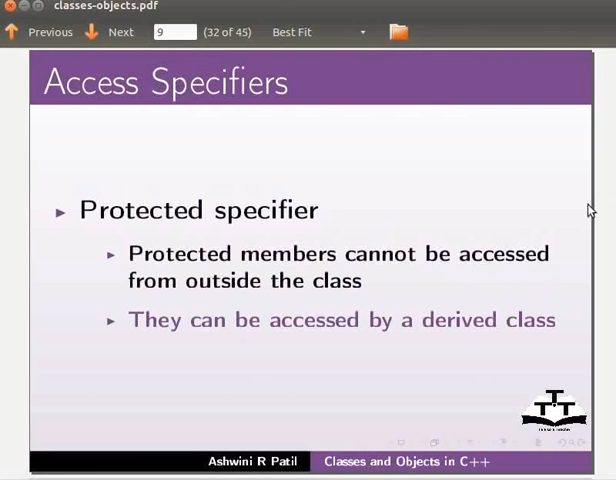 classes-objects.pdf
Previous Next 9 (32 of 45) Best Fit
Access Specifiers
Protected specifier
Protected members cannot be accessed
from outside the class
They can be accessed by a derived class
Ashwini R Patil Classes and Objects in C++